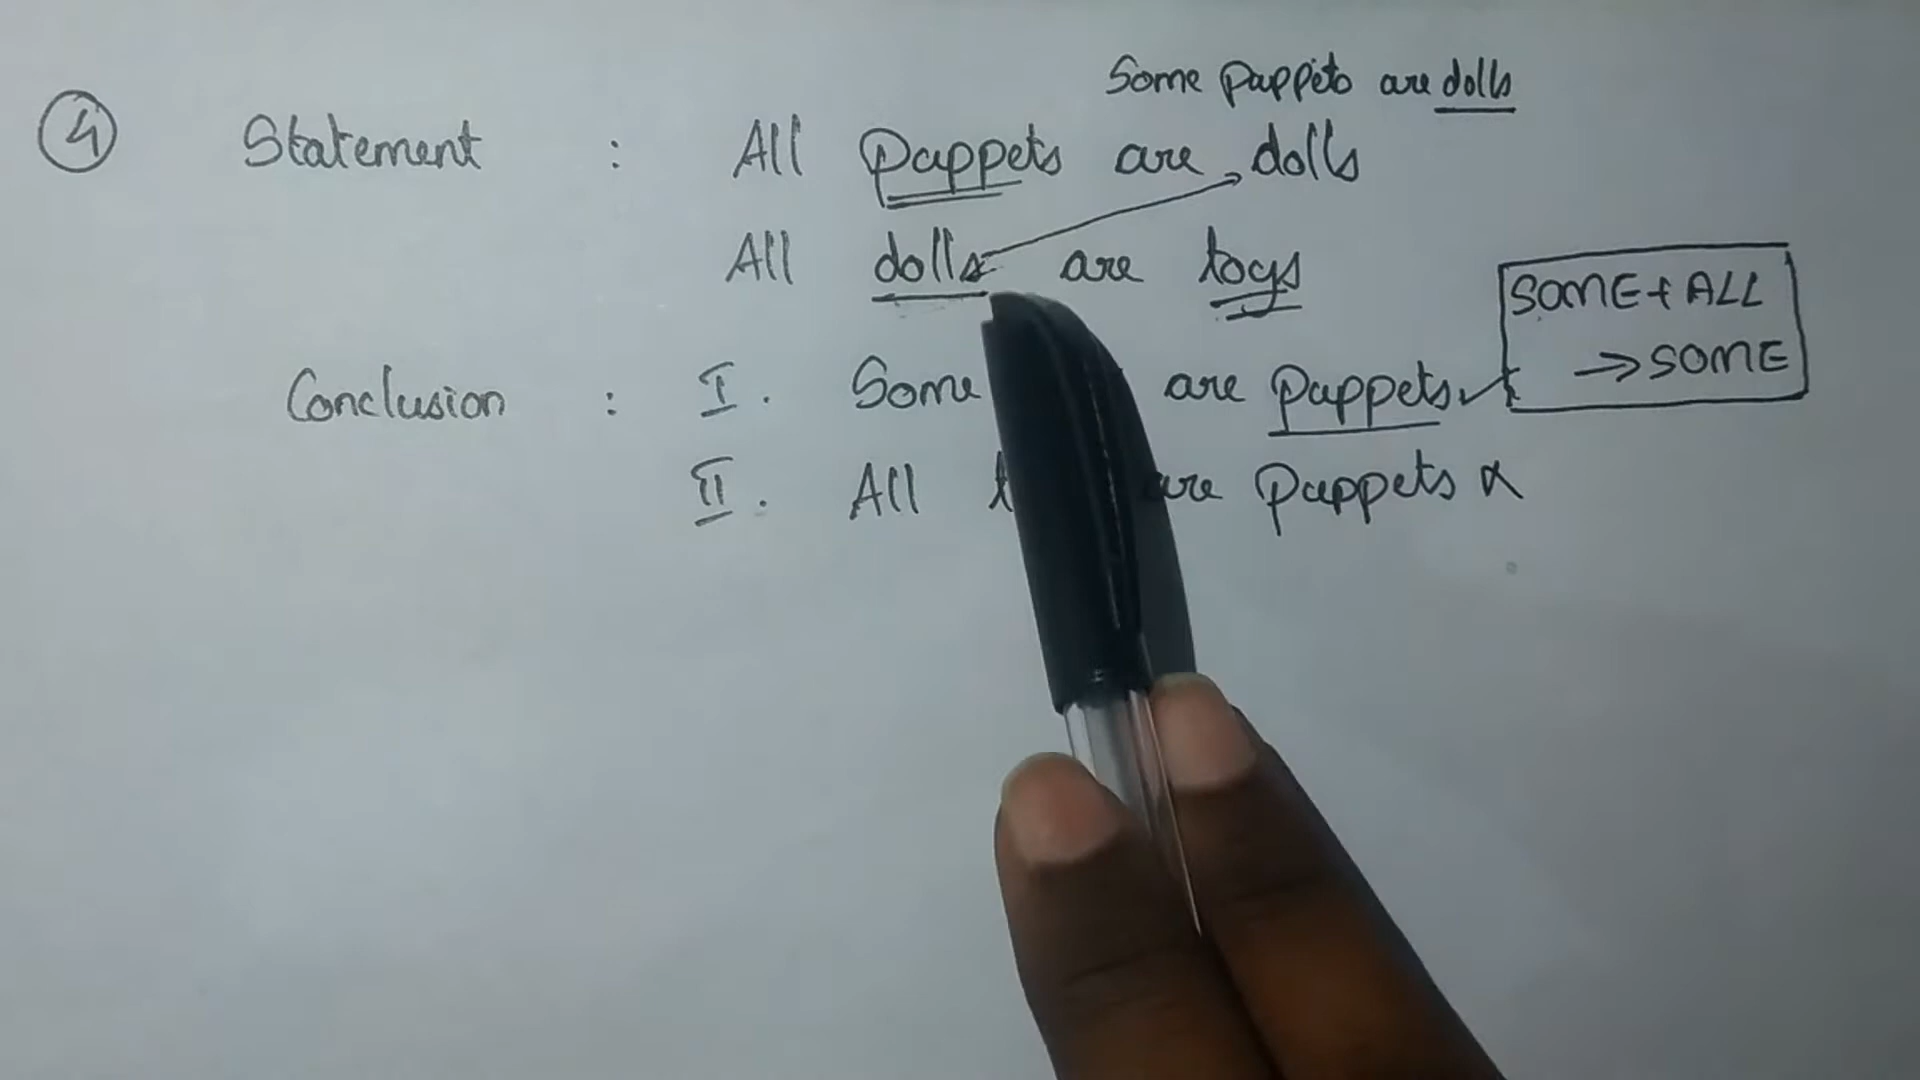 Some puppets are dolls
4 Statement : All puppets are dolls
All dolls are toys
SOME + ALL
→ SOME
Conclusion : I. Some are puppets ✓
II. All are puppets x